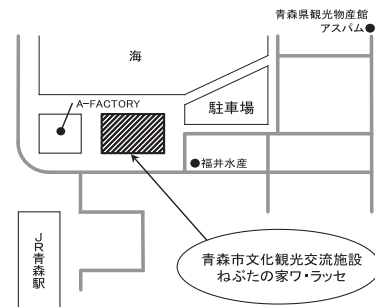 青森県観光物産館
アスパム
海
A-FACTORY
駐車場
福井水産
JR青森駅
青森市文化観光交流施設
ねぶたの家ワ・ラッセ